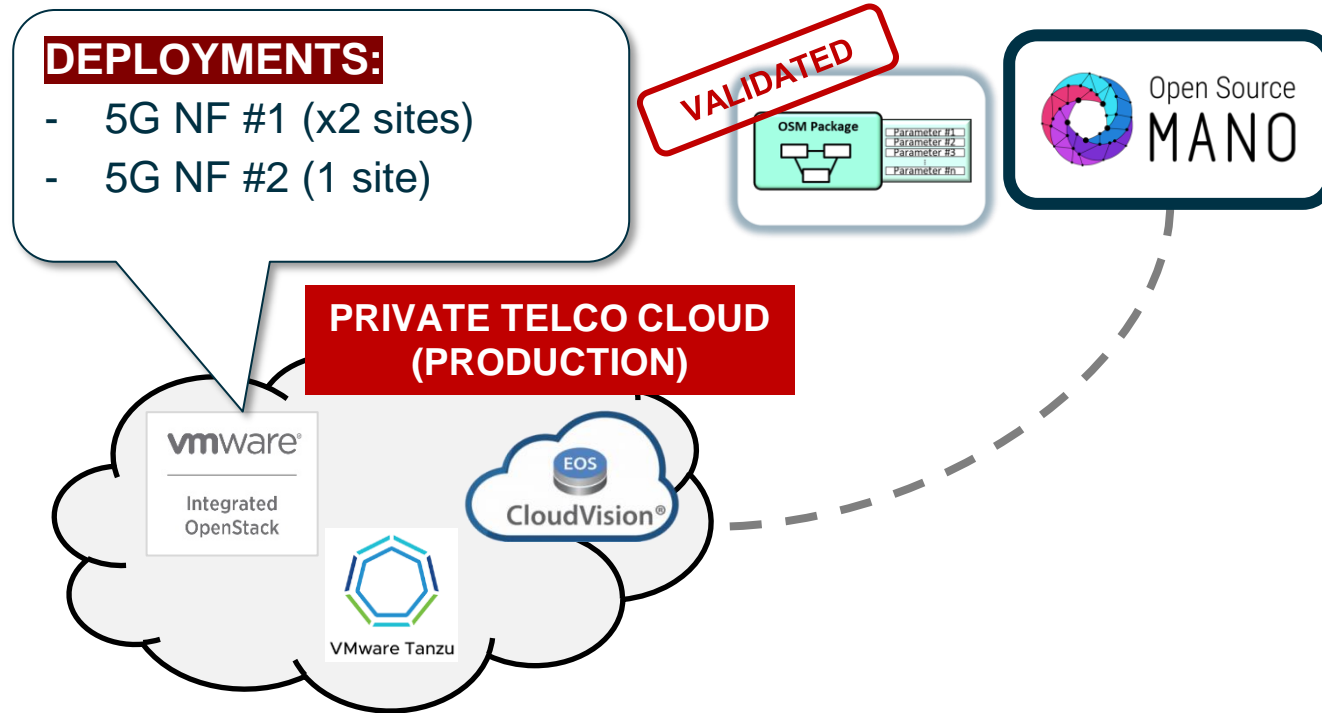 DEPLOYMENTS:
- 5G NF #1 (x2 sites)
- 5G NF #2 (1 site)
VALIDATED
OSM Package
Parameter #1
Parameter #2
Parameter #3
:
Parameter #n
Open Source
MANO
PRIVATE TELCO CLOUD
(PRODUCTION)
vmware®
Integrated
OpenStack
EOS
CloudVision®
VMware Tanzu